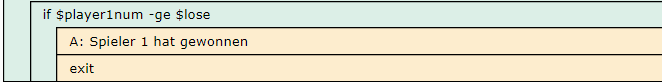 if $player1num -ge $lose
A: Spieler 1 hat gewonnen
exit